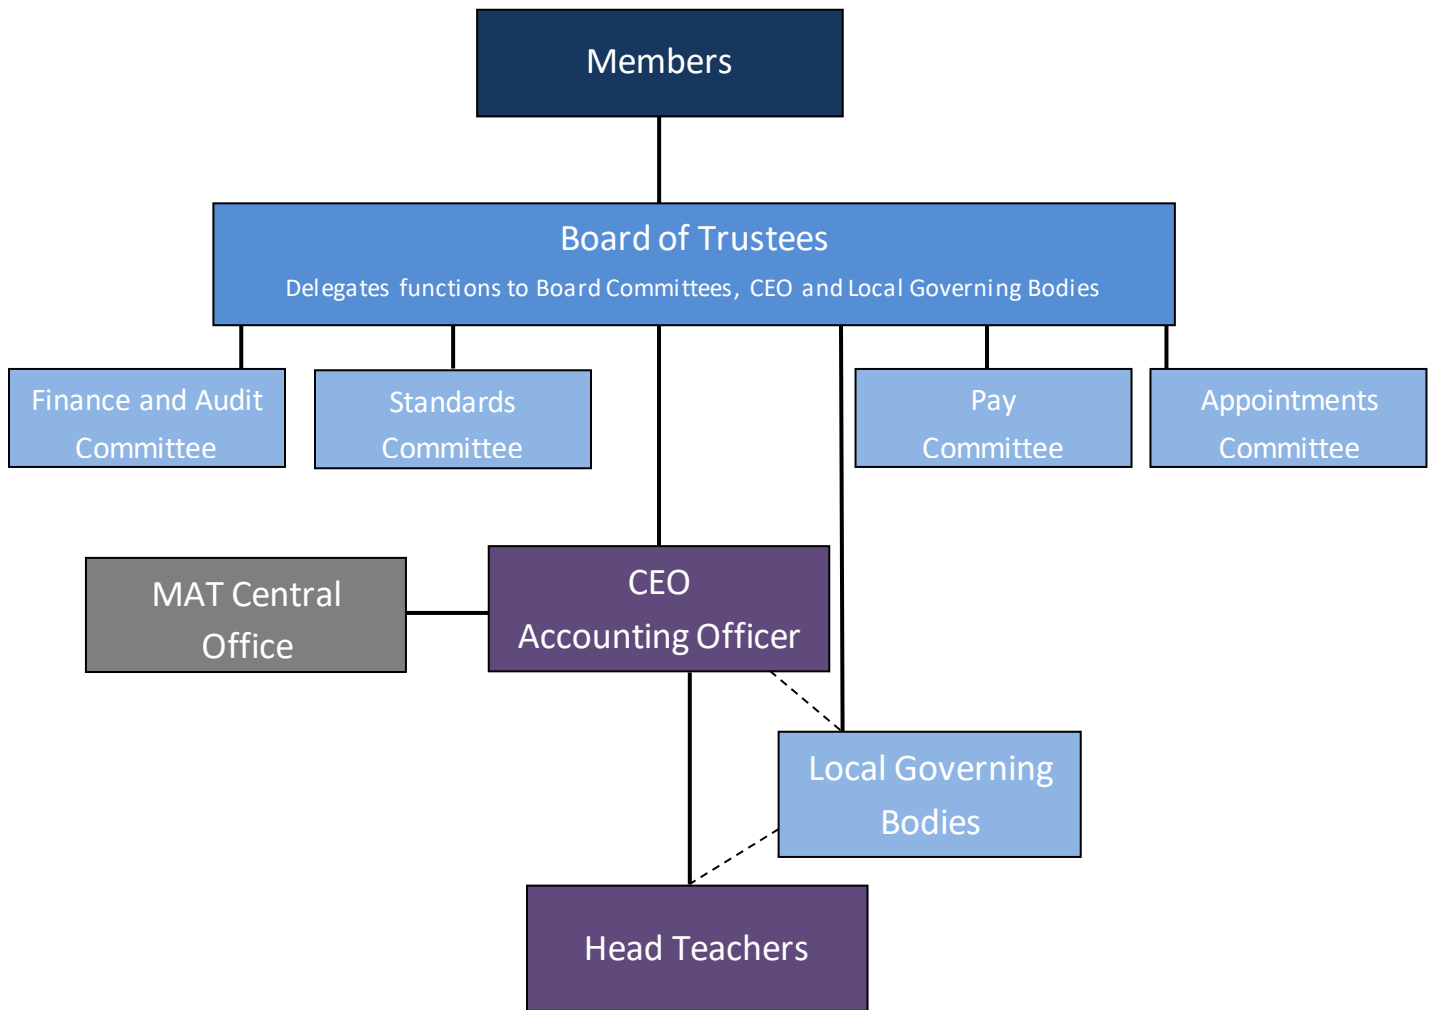 Members
Board of Trustees
Delegates functions to Board Committees, CEO and Local Governing Bodies
Finance and Audit
Committee
Standards
Committee
Pay
Committee
Appointments
Committee
MAT Central
Office
CEO
Accounting Officer
Local Governing
Bodies
Head Teachers